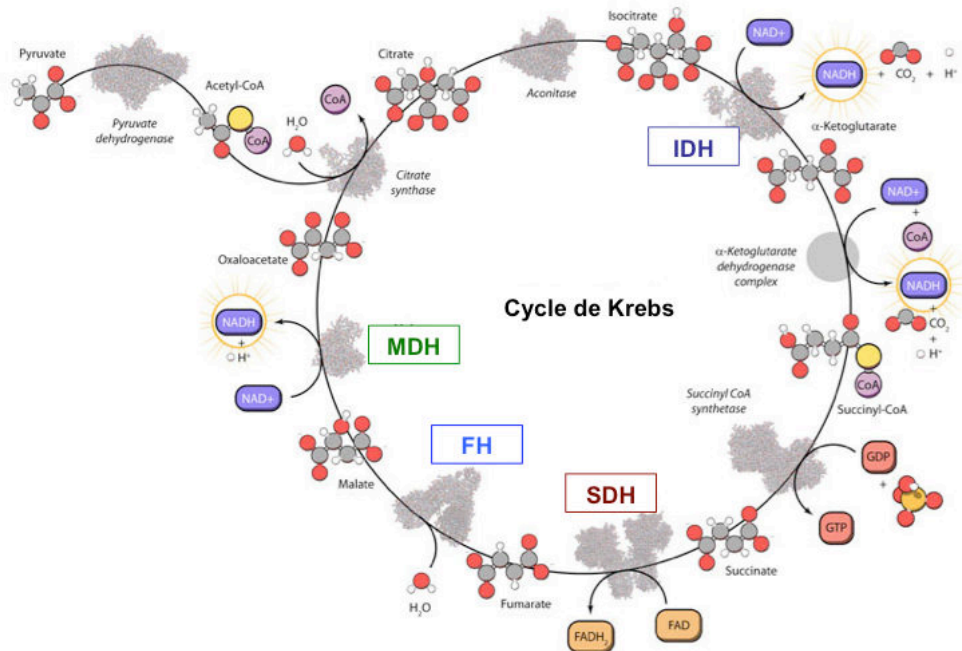 Pyruvate
Pyruvate
dehydrogenase
Acetyl-CoA
CoA
H₂O
CoA
Citrate
Citrate
synthase
Aconitase
Isocitrate
NAD+
NADH
+ CO₂ + H⁺
IDH
α-Ketoglutarate
NAD+
+
CoA
α-Ketoglutarate
dehydrogenase
complex
NADH
+
CO₂
+
H⁺
CoA
Succinyl-CoA
Succinyl CoA
synthetase
GDP
+
GTP
Succinate
SDH
FAD
FADH₂
Fumarate
FH
H₂O
Malate
MDH
NAD+
NADH
+
H⁺
Oxaloacetate
Cycle de Krebs